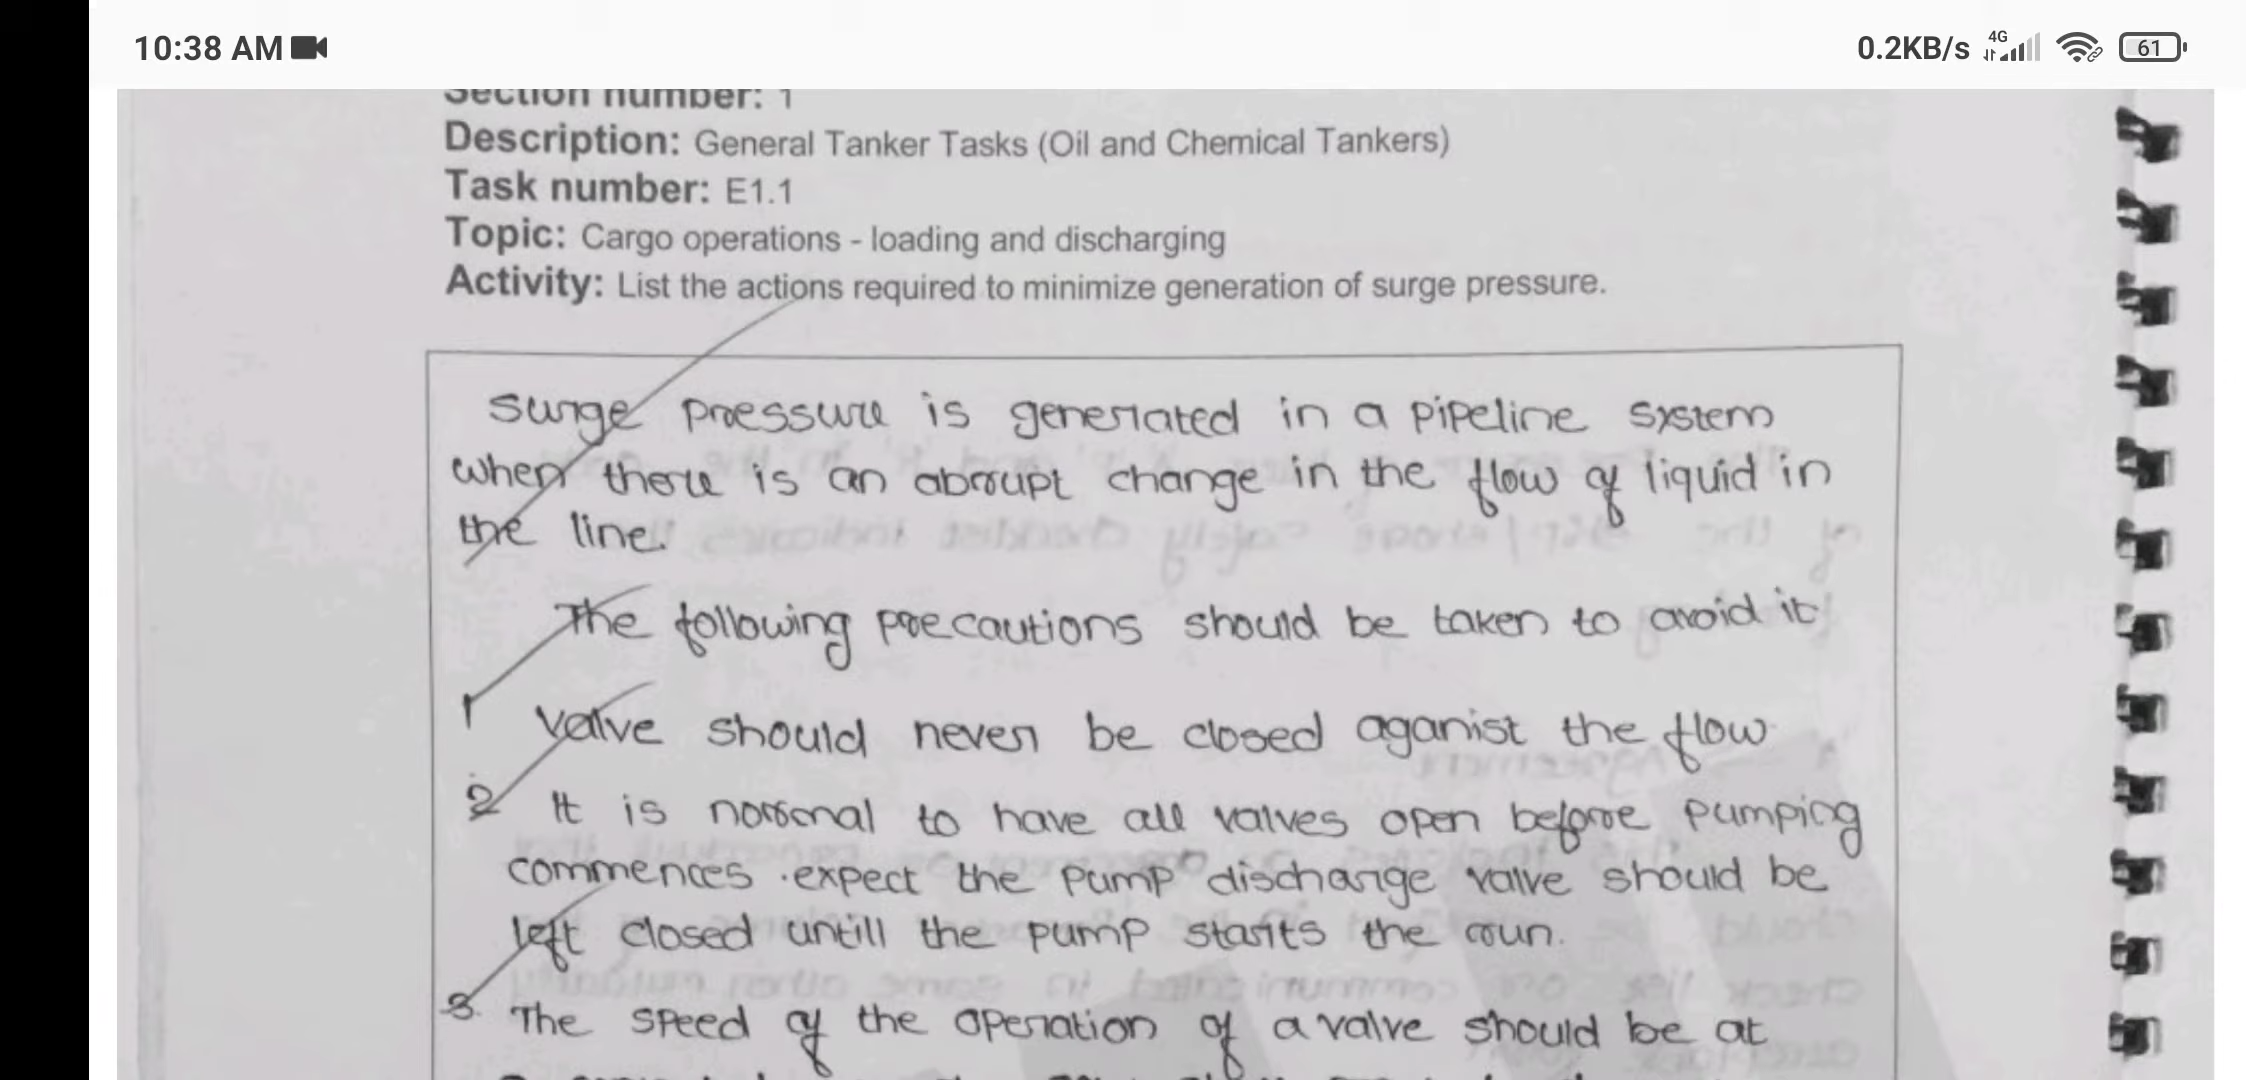 10:38 AM
0.2KB/s 4G 61
Section number: 1
Description: General Tanker Tasks (Oil and Chemical Tankers)
Task number: E1.1
Topic: Cargo operations - loading and discharging
Activity: List the actions required to minimize generation of surge pressure.
Surge pressure is generated in a pipeline system
when there is an abrupt change in the flow of liquid in
the line.
The following precautions should be taken to avoid it
1 Valve should never be closed aganist the flow
2 It is normal to have all valves open before pumping
commences .expect the pump discharge valve should be
left closed untill the pump starts the run.
3. The speed of the operation of a valve should be at